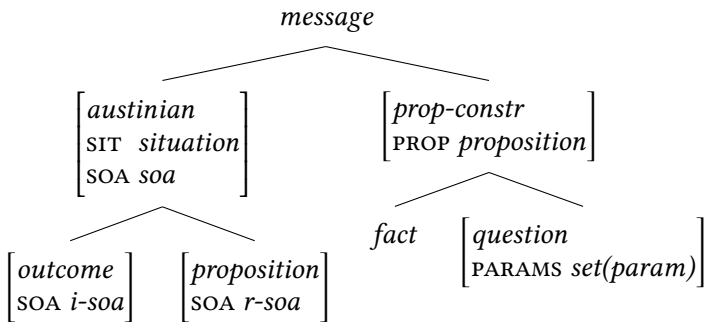 message
austinian
SIT situation
SOA soa
prop-constr
PROP proposition
outcome
SOA i-soa
proposition
SOA r-soa
fact
question
PARAMS set(param)